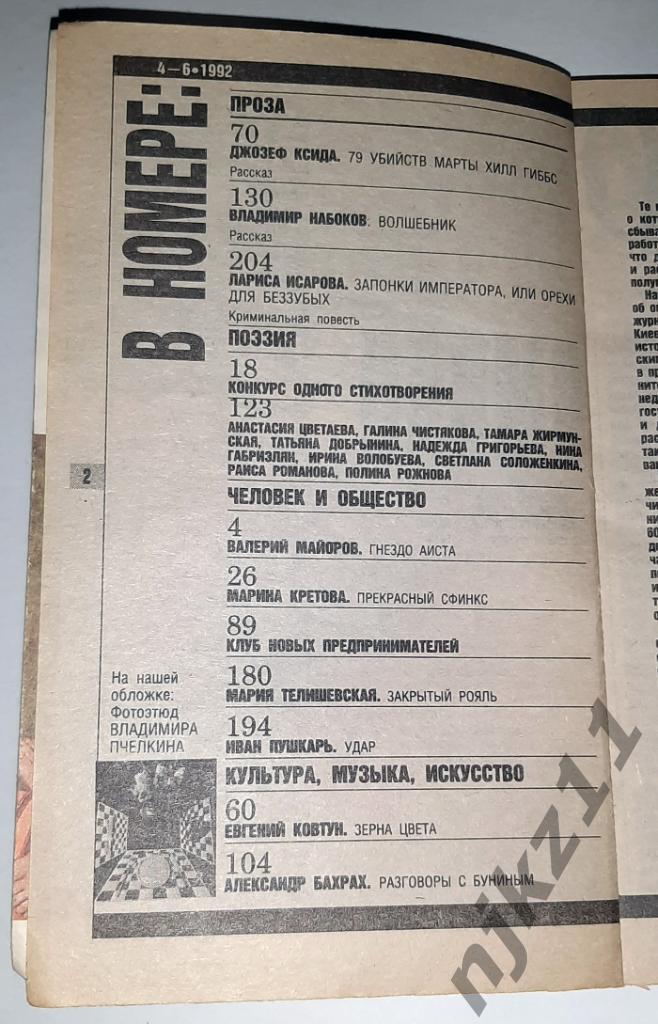 4–6•1992
В НОМЕРЕ:
ПРОЗА
70
ДЖОЗЕФ КСИДА. 79 УБИЙСТВ МАРТЫ ХИЛЛ ГИББС
Рассказ
130
ВЛАДИМИР НАБОКОВ: ВОЛШЕБНИК
Рассказ
204
ЛАРИСА ИСАРОВА. ЗАПОНКИ ИМПЕРАТОРА, ИЛИ ОРЕХИ
ДЛЯ БЕЗЗУБЫХ
Криминальная повесть
ПОЭЗИЯ
18
КОНКУРС ОДНОГО СТИХОТВОРЕНИЯ
123
АНАСТАСИЯ ЦВЕТАЕВА, ГАЛИНА ЧИСТЯКОВА, ТАМАРА ЖИРМУН-
СКАЯ, ТАТЬЯНА ДОБРЫНИНА, НАДЕЖДА ГРИГОРЬЕВА, НИНА
ГАБРИЭЛЯН, ИРИНА ВОЛОБУЕВА, СВЕТЛАНА СОЛОЖЕНКИНА,
РАИСА РОМАНОВА, ПОЛИНА РОЖНОВА
2
ЧЕЛОВЕК И ОБЩЕСТВО
4
ВАЛЕРИЙ МАЙОРОВ. ГНЕЗДО АИСТА
26
МАРИНА КРЕТОВА. ПРЕКРАСНЫЙ СФИНКС
89
КЛУБ НОВЫХ ПРЕДПРИНИМАТЕЛЕЙ
180
МАРИЯ ТЕЛИШЕВСКАЯ. ЗАКРЫТЫЙ РОЯЛЬ
194
ИВАН ПУШКАРЬ. УДАР
КУЛЬТУРА, МУЗЫКА, ИСКУССТВО
60
ЕВГЕНИЙ КОВТУН. ЗЕРНА ЦВЕТА
104
АЛЕКСАНДР БАХРАХ. РАЗГОВОРЫ С БУНИНЫМ
На нашей
обложке:
Фотоэтюд
ВЛАДИМИРА
ПЧЕЛКИНА
njkz11